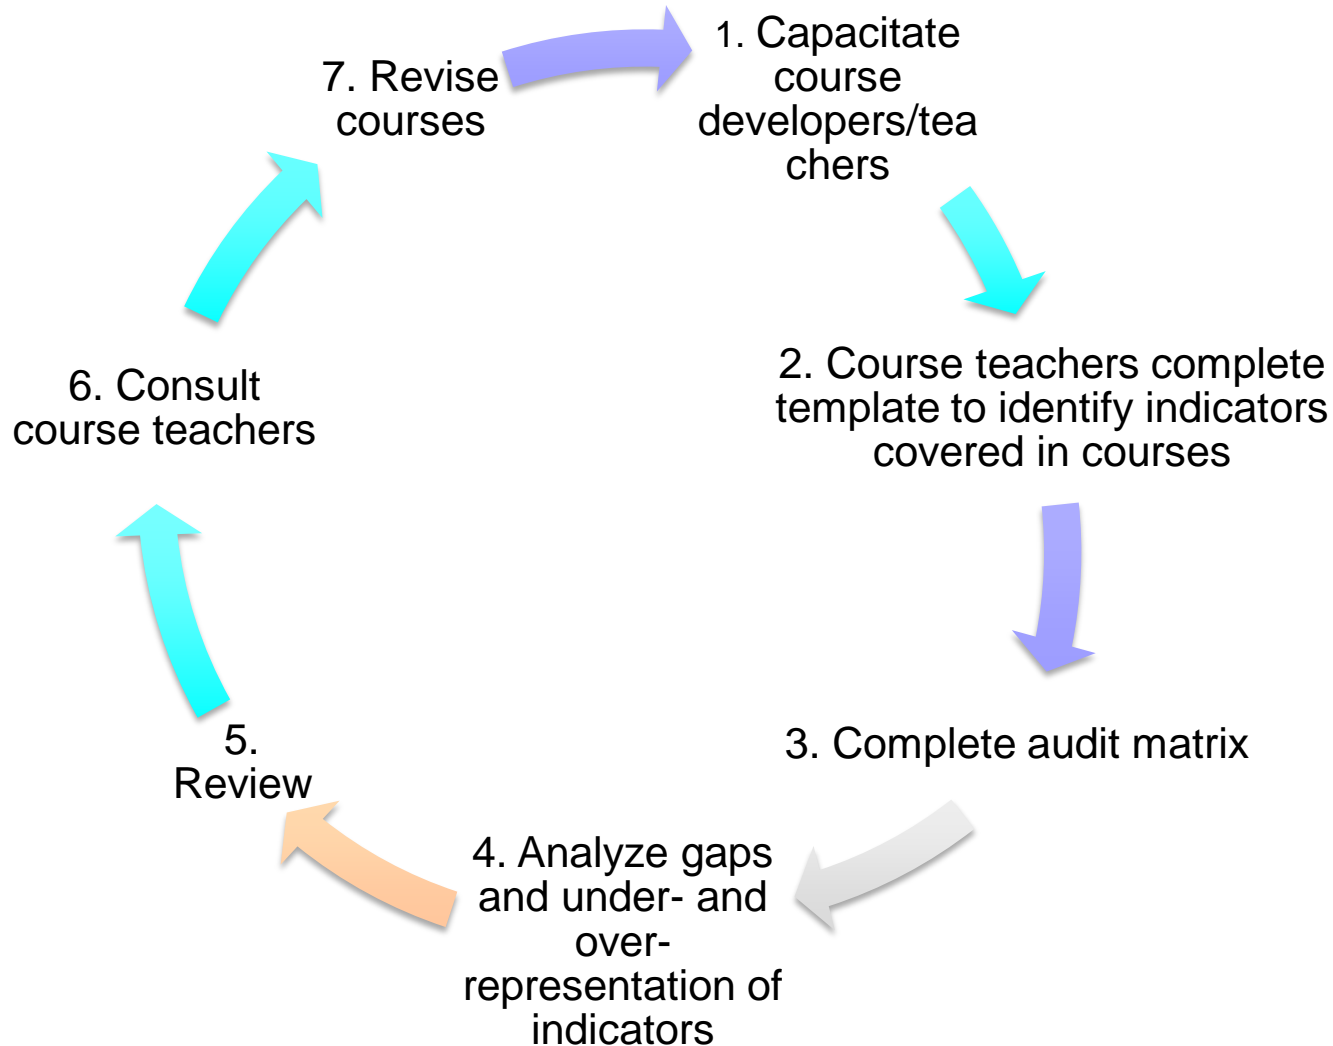 1. Capacitate
course
developers/tea
chers
2. Course teachers complete
template to identify indicators
covered in courses
3. Complete audit matrix
4. Analyze gaps
and under- and
over-
representation of
indicators
5.
Review
6. Consult
course teachers
7. Revise
courses